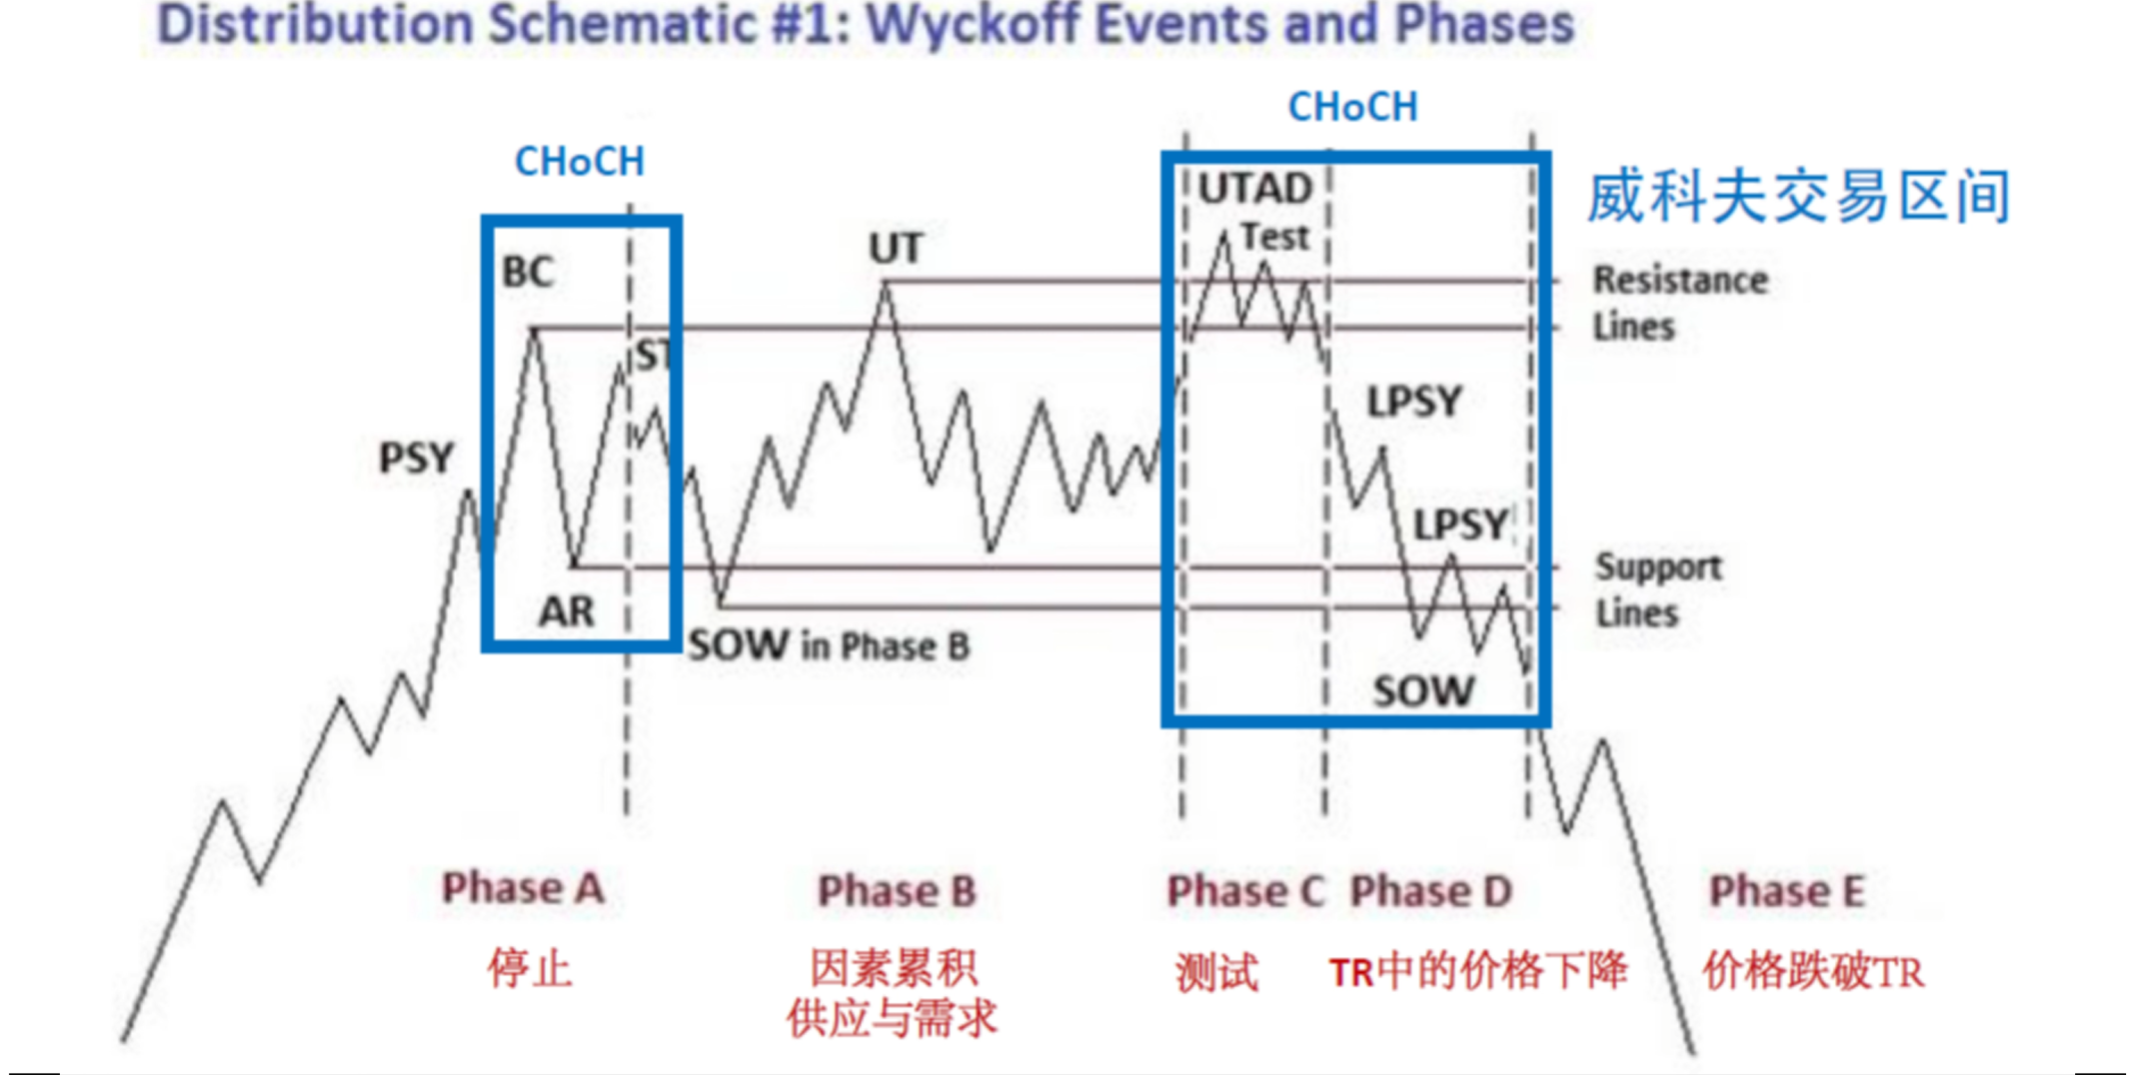 Distribution Schematic #1: Wyckoff Events and Phases
CHoCH
CHoCH
威科夫交易区间
UTAD
Test
UT
BC
Resistance
Lines
ST
LPSY
PSY
LPSY
Support
Lines
AR
SOW in Phase B
SOW
Phase A
Phase B
Phase C
Phase D
Phase E
停止
因素累积
供应与需求
测试
TR中的价格下降
价格跌破TR